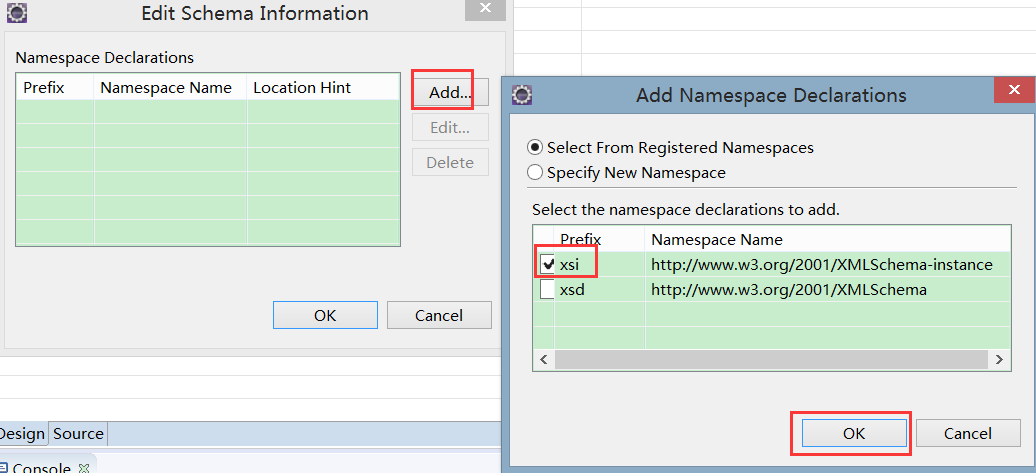 Edit Schema Information
Namespace Declarations
Prefix Namespace Name Location Hint
Add...
Edit...
Delete
OK Cancel
Design Source
Console
Add Namespace Declarations
Select From Registered Namespaces
Specify New Namespace
Select the namespace declarations to add.
Prefix Namespace Name
xsi http://www.w3.org/2001/XMLSchema-instance
xsd http://www.w3.org/2001/XMLSchema
OK Cancel